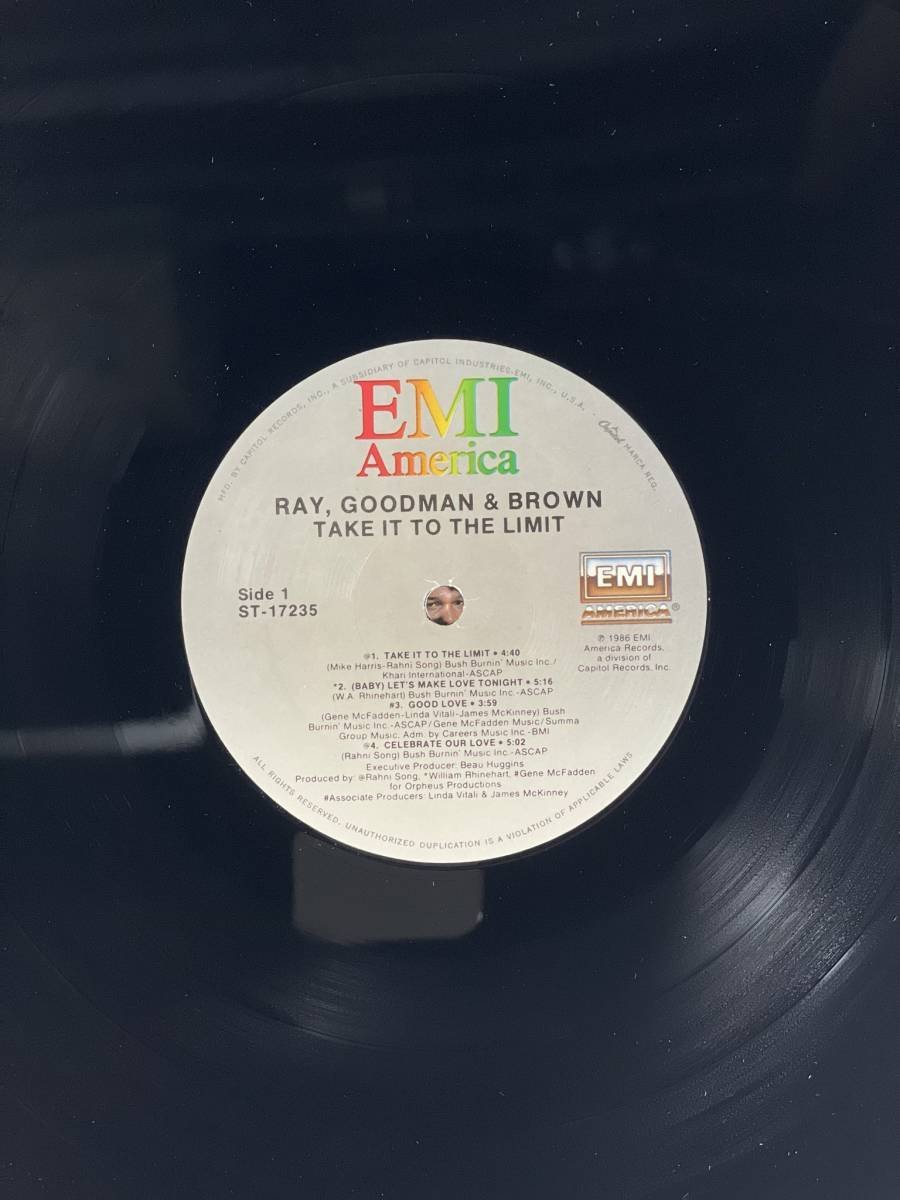 MFD. BY CAPITOL RECORDS, INC., A SUBSIDIARY OF CAPITOL INDUSTRIES-EMI, INC., U.S.A. - Capitol MARCA REG.
EMI
America
RAY, GOODMAN & BROWN
TAKE IT TO THE LIMIT
Side 1
ST-17235
EMI
AMERICA®
℗ 1986 EMI
America Records,
a division of
Capitol Records, Inc.
@1. TAKE IT TO THE LIMIT • 4:40
(Mike Harris-Rahni Song) Bush Burnin' Music Inc./
Khari International-ASCAP
*2. (BABY) LET'S MAKE LOVE TONIGHT • 5:16
(W.A. Rhinehart) Bush Burnin' Music Inc.-ASCAP
#3. GOOD LOVE • 3:59
(Gene McFadden-Linda Vitali-James McKinney) Bush
Burnin' Music Inc.-ASCAP/Gene McFadden Music/Summa
Group Music. Adm. by Careers Music Inc.-BMI
@4. CELEBRATE OUR LOVE • 5:02
(Rahni Song) Bush Burnin' Music Inc.-ASCAP
Executive Producer: Beau Huggins
Produced by: @Rahni Song, *William Rhinehart, #Gene McFadden
for Orpheus Productions
#Associate Producers: Linda Vitali & James McKinney
ALL RIGHTS RESERVED. UNAUTHORIZED DUPLICATION IS A VIOLATION OF APPLICABLE LAWS